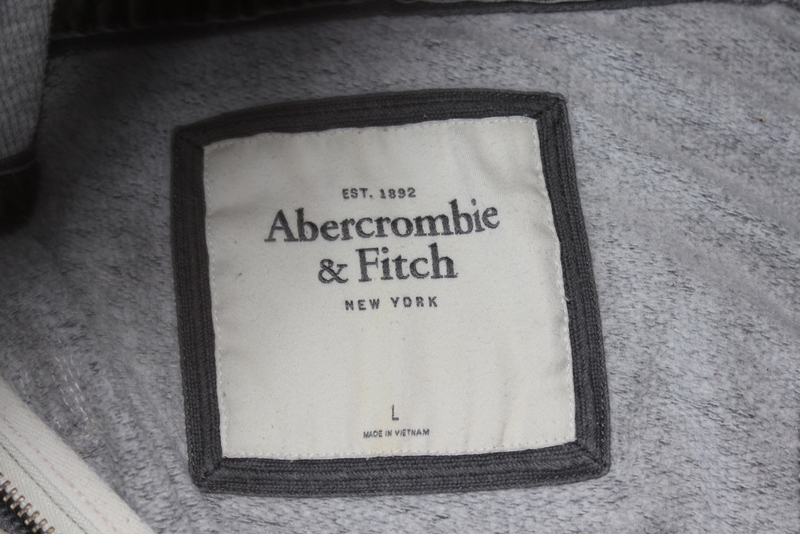 EST. 1892
Abercrombie
& Fitch
NEW YORK
L
MADE IN VIETNAM